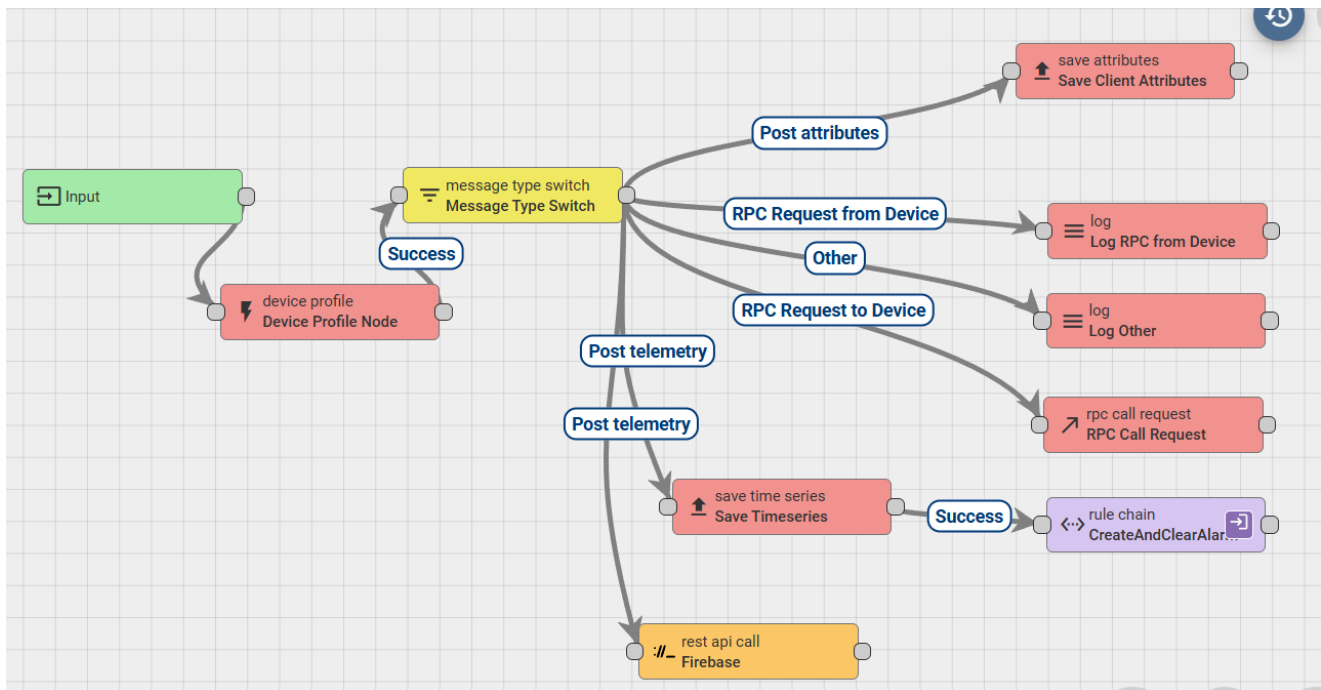 save attributes
Save Client Attributes
Post attributes
Input
message type switch
Message Type Switch
RPC Request from Device
log
Log RPC from Device
Success
Other
device profile
Device Profile Node
RPC Request to Device
log
Log Other
Post telemetry
Post telemetry
rpc call request
RPC Call Request
save time series
Save Timeseries
Success
rule chain
CreateAndClearAlar...
rest api call
Firebase